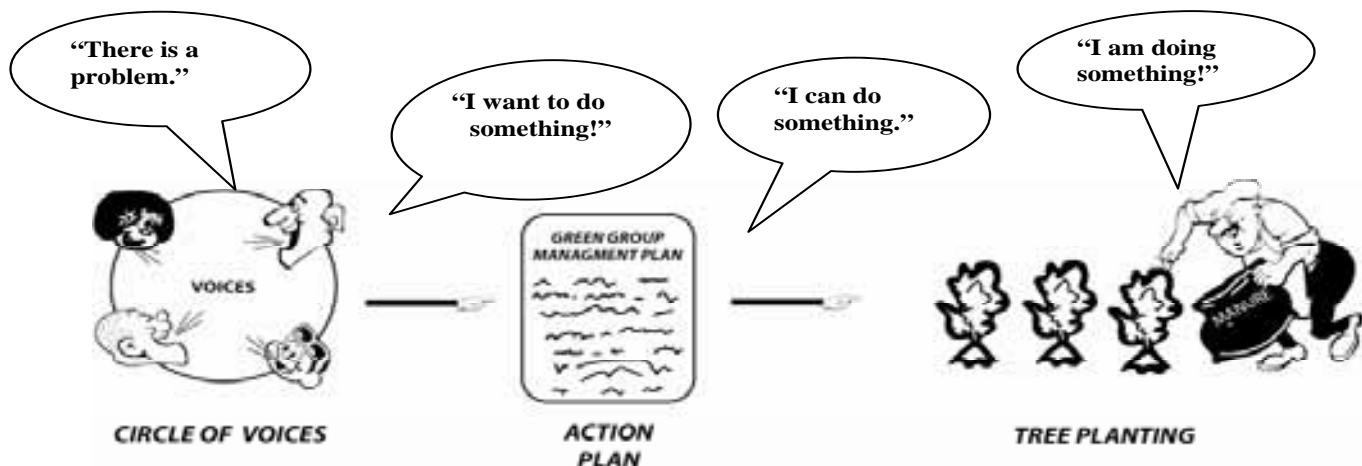 “There is a
problem.”
“I want to do
something!”
“I can do
something.”
“I am doing
something!”
VOICES
GREEN GROUP
MANAGMENT PLAN
MANURE
CIRCLE OF VOICES
ACTION
PLAN
TREE PLANTING